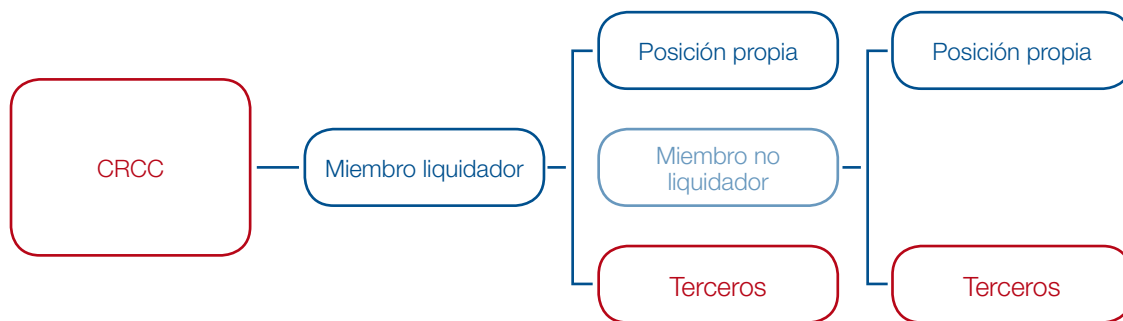 CRCC
Miembro liquidador
Posición propia
Miembro no
liquidador
Terceros
Posición propia
Terceros